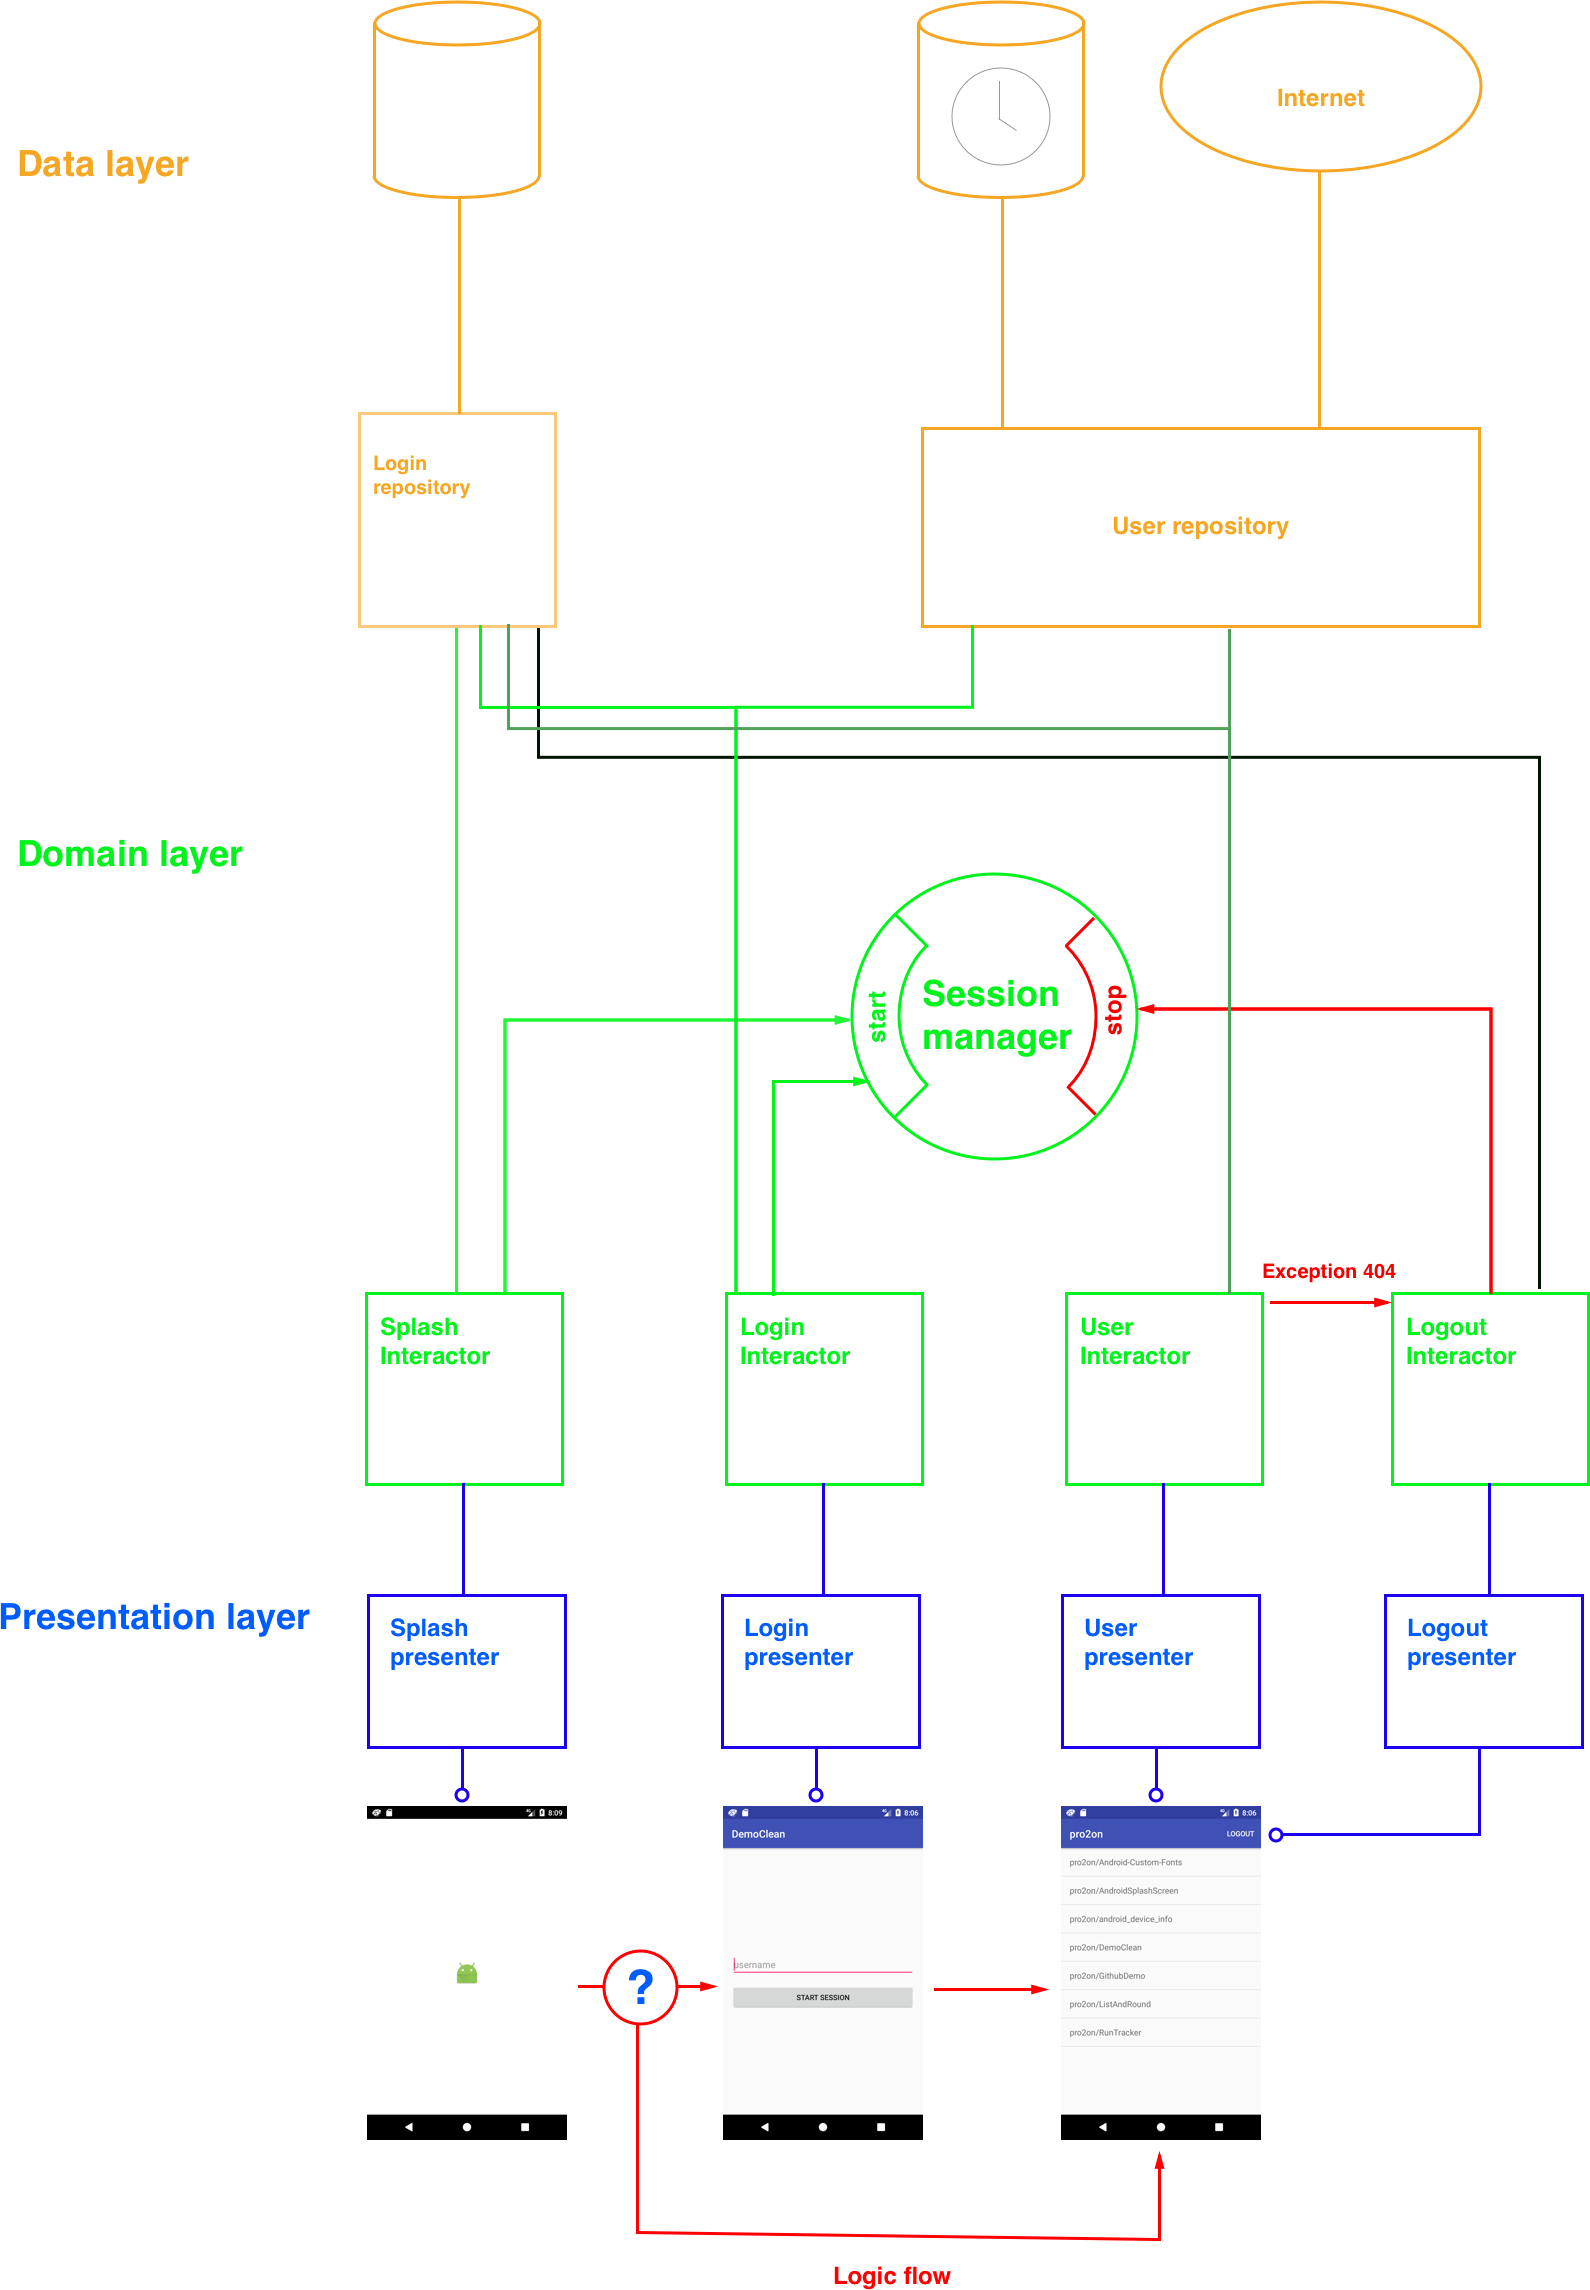 Internet
Data layer
Login
repository
User repository
Domain layer
start
Session
manager
stop
Exception 404
Splash
Interactor
Login
Interactor
User
Interactor
Logout
Interactor
Presentation layer
Splash
presenter
Login
presenter
User
presenter
Logout
presenter
8:09
8:06
DemoClean
username
START SESSION
8:06
pro2on
LOGOUT
pro2on/Android-Custom-Fonts
pro2on/AndroidSplashScreen
pro2on/android_device_info
pro2on/DemoClean
pro2on/GithubDemo
pro2on/ListAndRound
pro2on/RunTracker
?
Logic flow